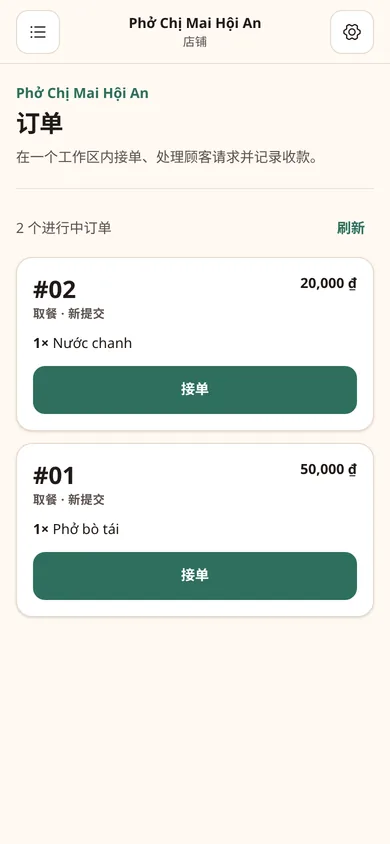 Phở Chị Mai Hội An
店铺
Phở Chị Mai Hội An
订单
在一个工作区内接单、处理顾客请求并记录收款。
2 个进行中订单
刷新
#02
20,000 ₫
取餐 · 新提交
1× Nước chanh
接单
#01
50,000 ₫
取餐 · 新提交
1× Phở bò tái
接单